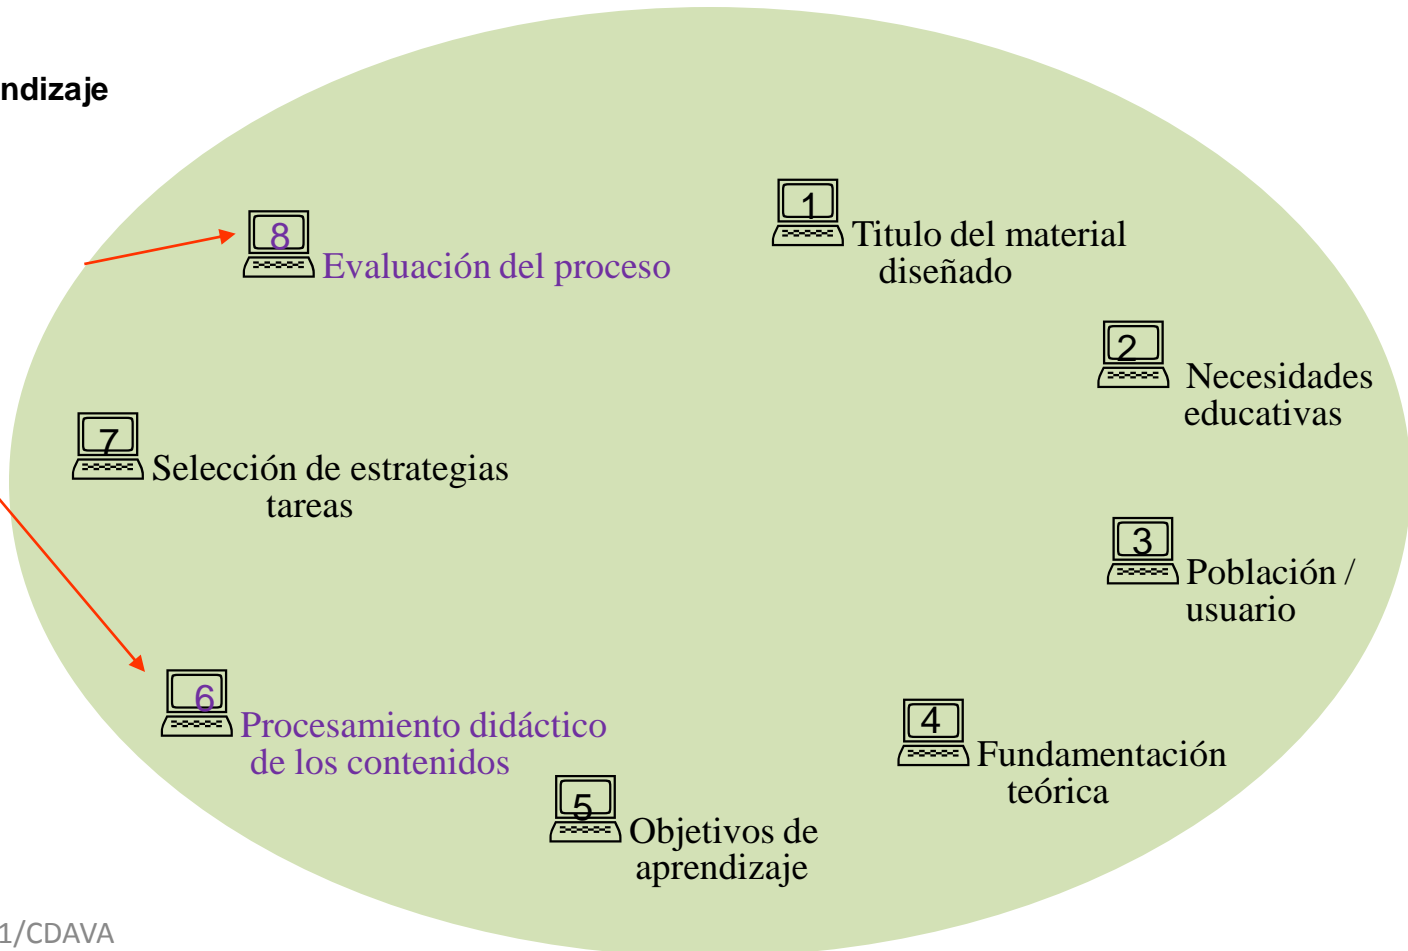 ndizaje
1
Titulo del material
diseñado
2
Necesidades
educativas
3
Población /
usuario
4
Fundamentación
teórica
5
Objetivos de
aprendizaje
6
Procesamiento didáctico
de los contenidos
7
Selección de estrategias
tareas
8
Evaluación del proceso
1/CDAVA